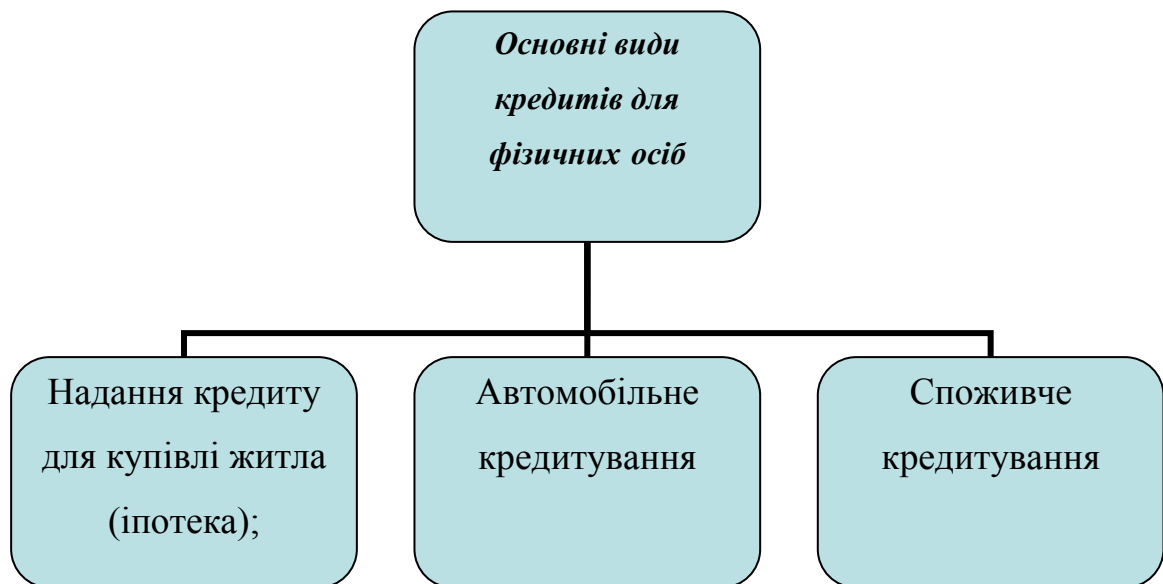 Основні види
кредитів для
фізичних осіб
Надання кредиту
для купівлі житла
(іпотека);
Автомобільне
кредитування
Споживче
кредитування